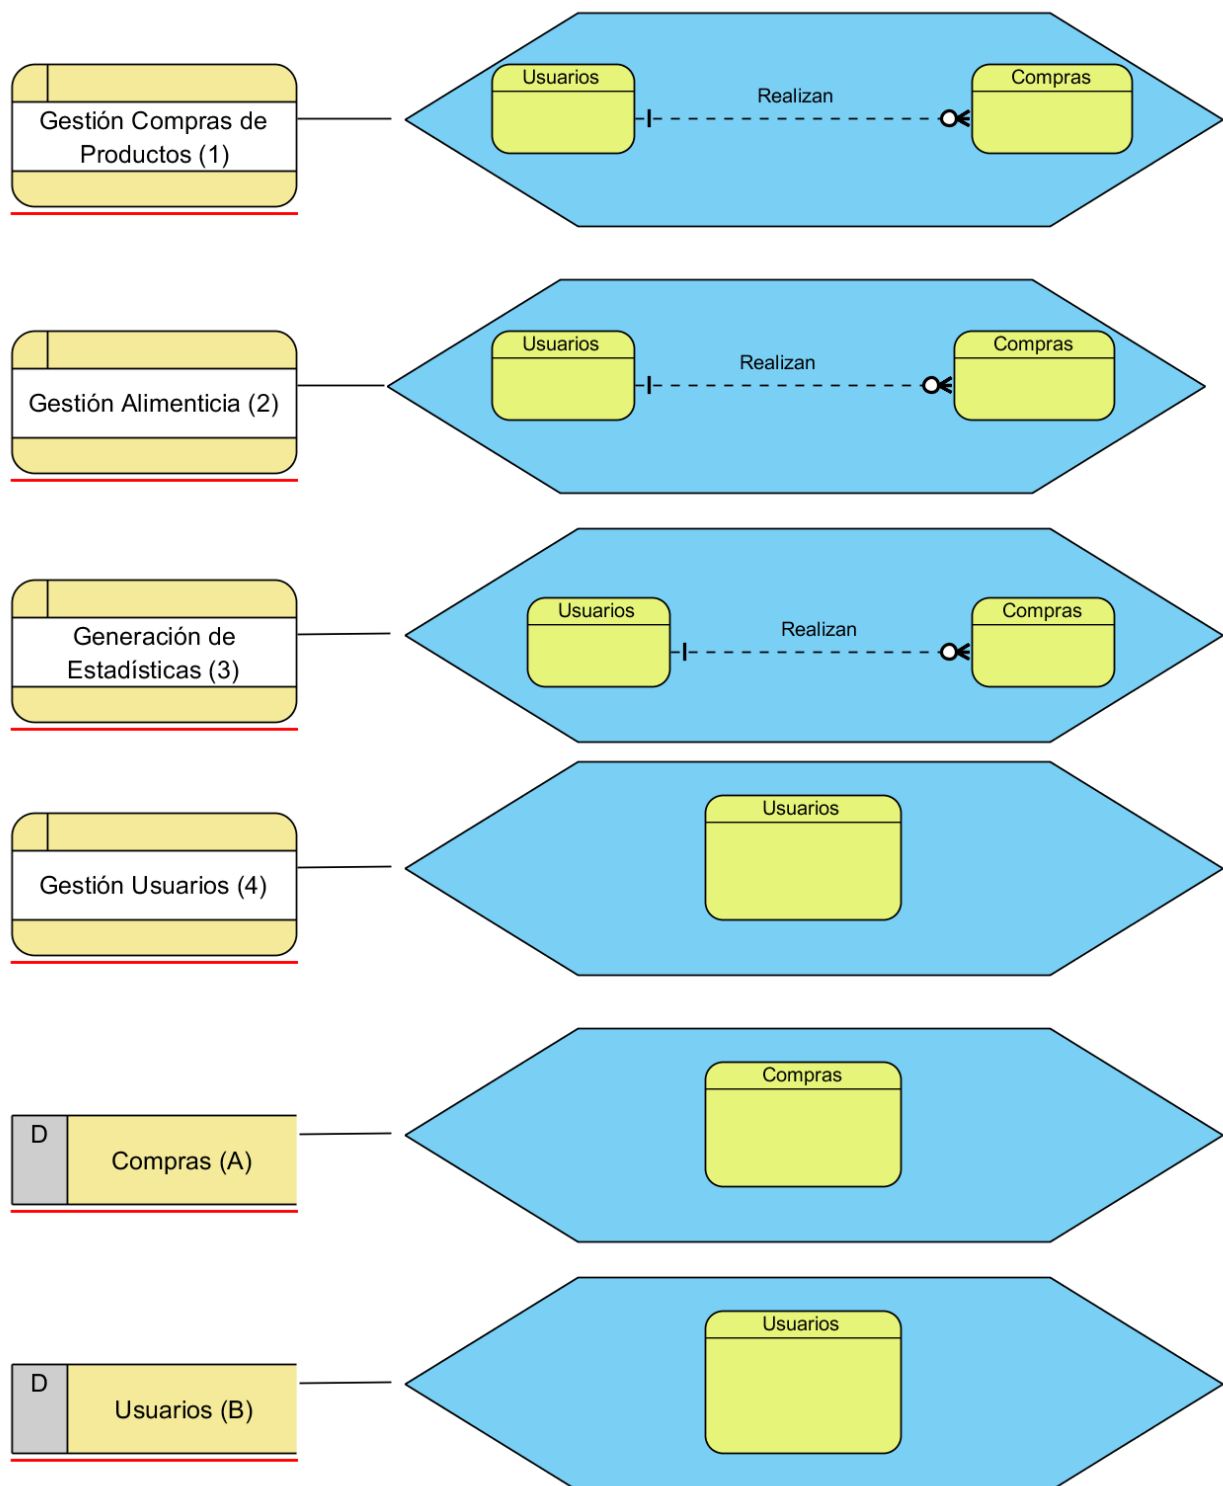 Usuarios
Realizan
Compras
Gestión Compras de
Productos (1)
Usuarios
Realizan
Compras
Gestión Alimenticia (2)
Usuarios
Realizan
Compras
Generación de
Estadísticas (3)
Usuarios
Gestión Usuarios (4)
Compras
D
Compras (A)
Usuarios
D
Usuarios (B)